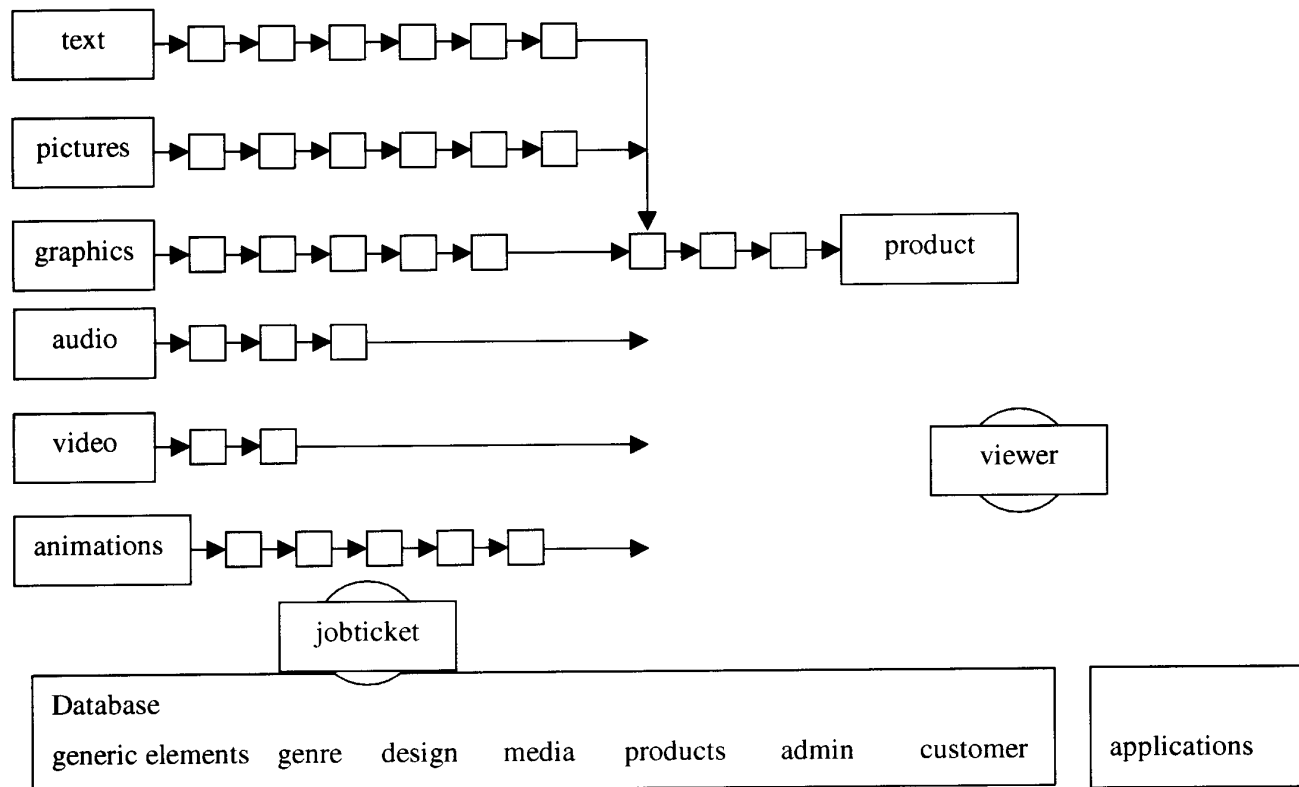 text
pictures
graphics
product
audio
video
viewer
animations
jobticket
Database
generic elements genre design media products admin customer
applications